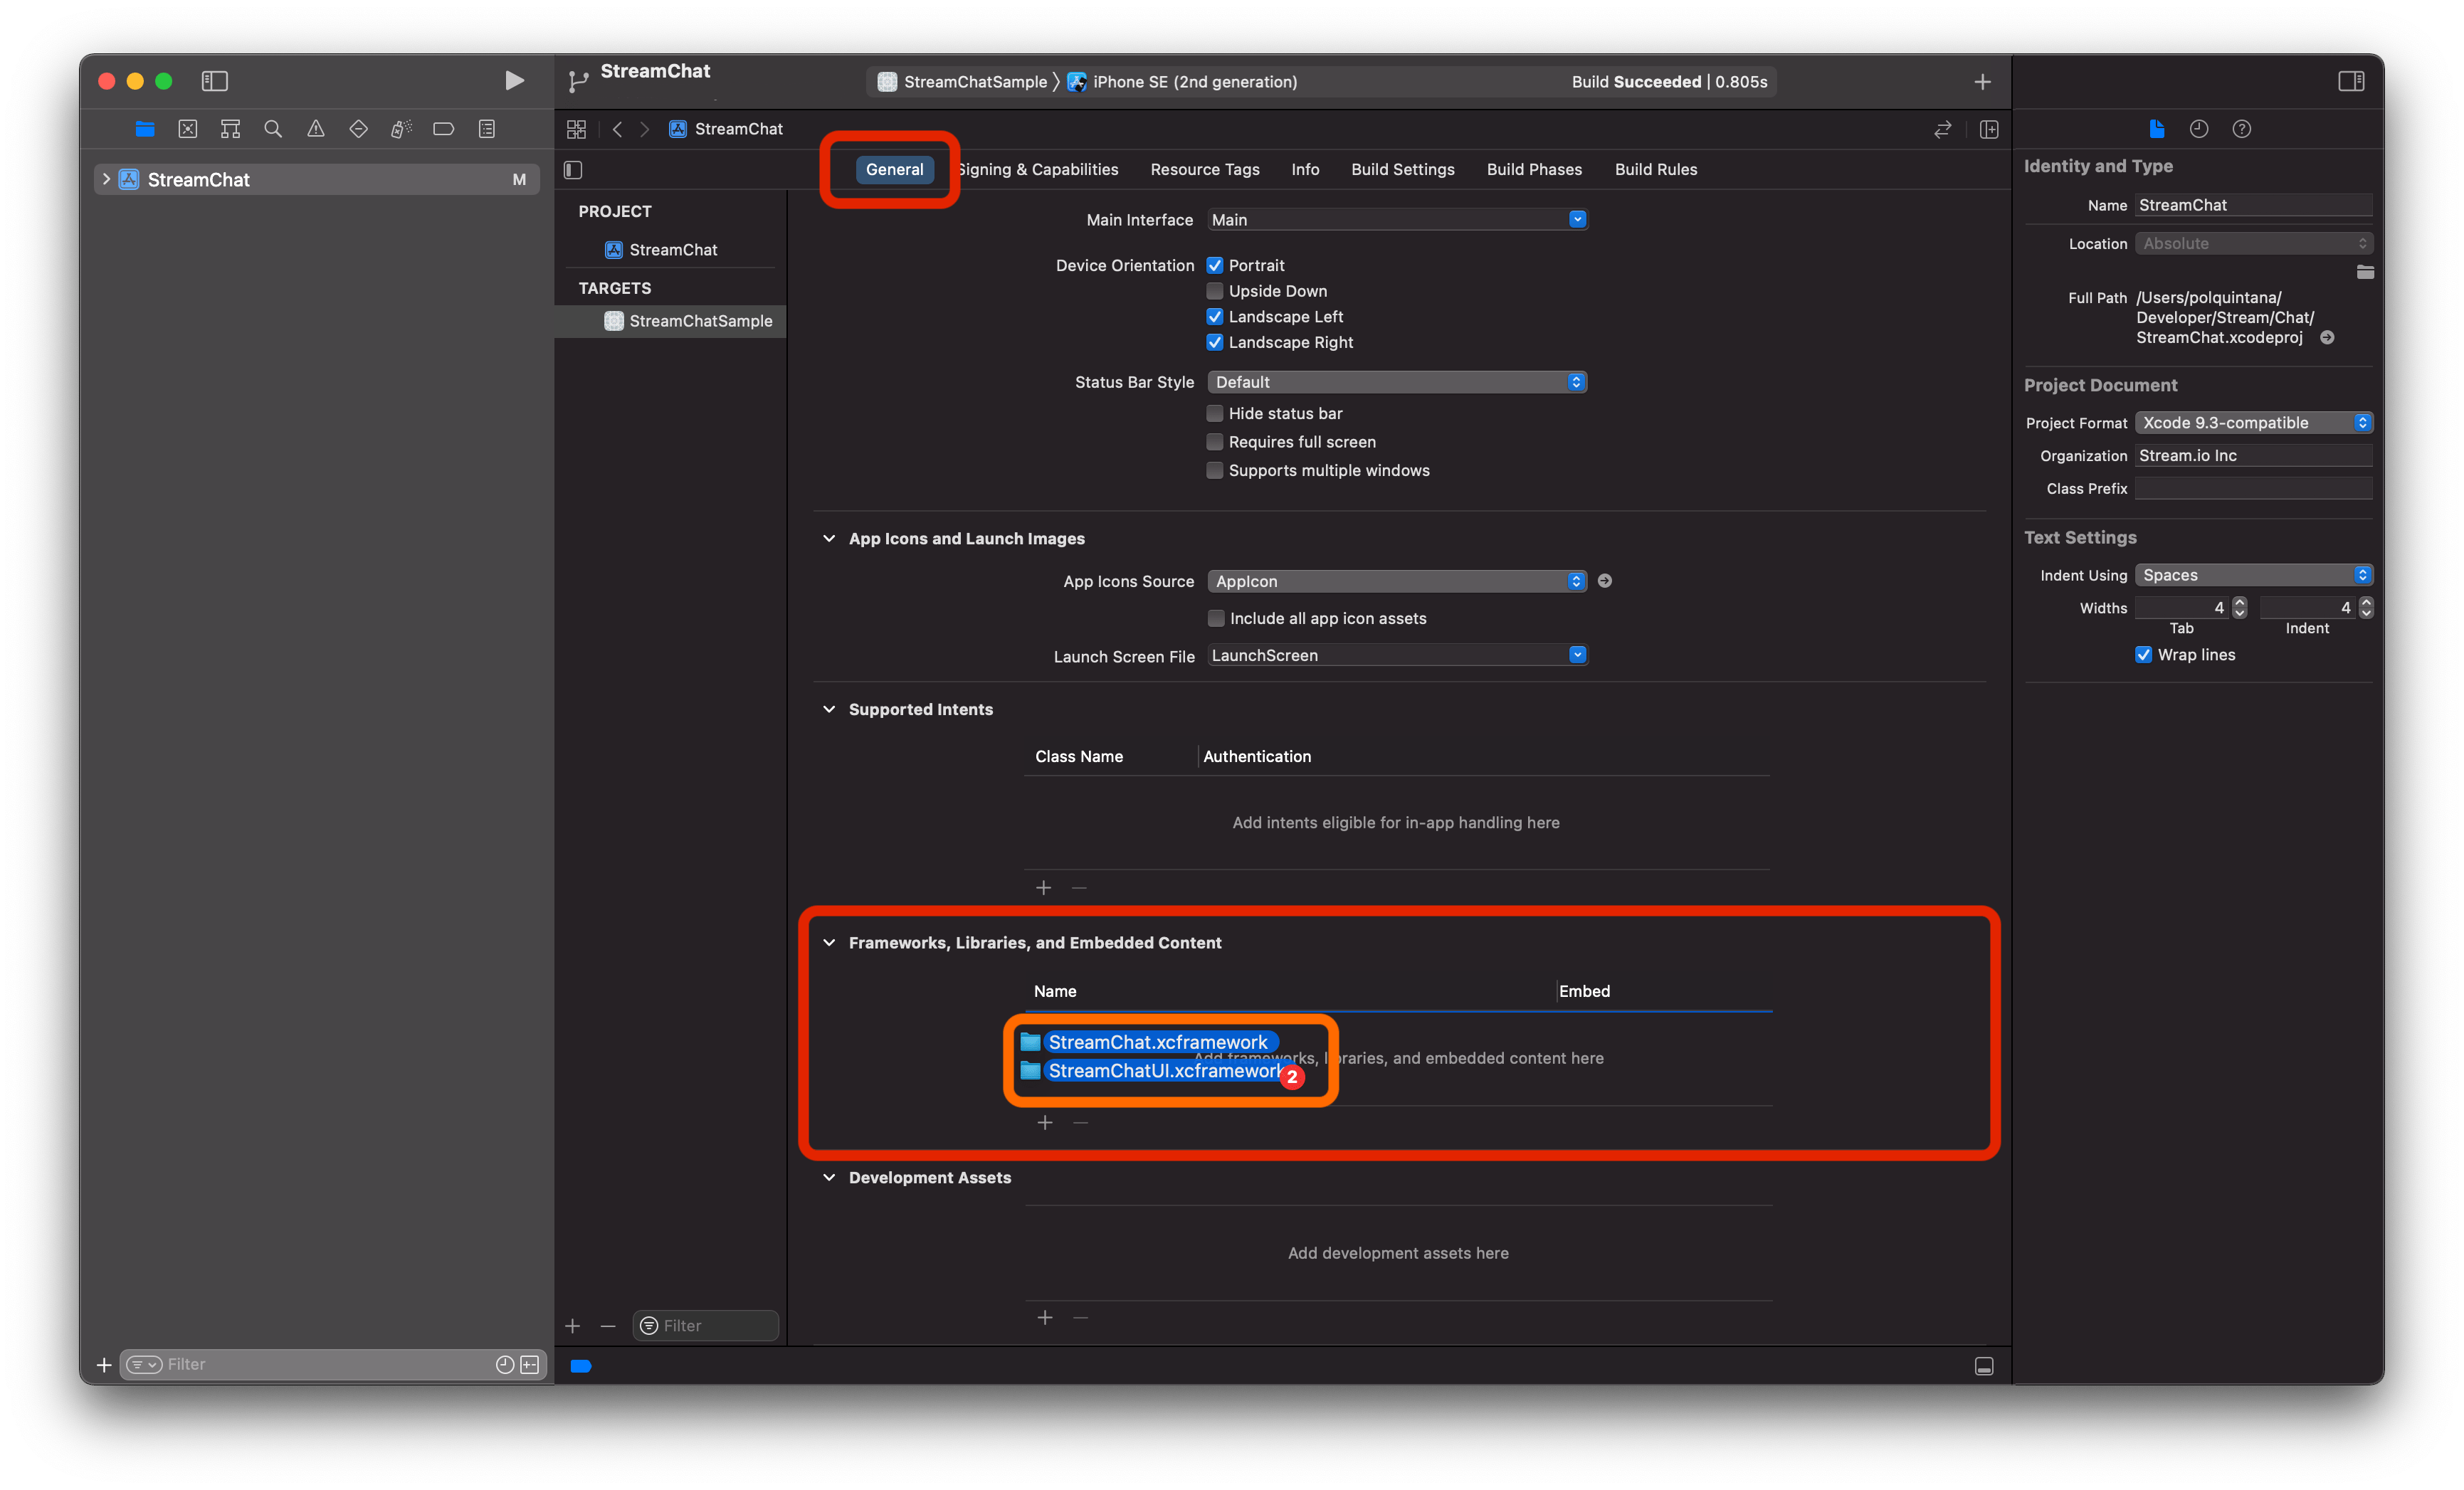 StreamChat
StreamChatSample
iPhone SE (2nd generation)
Build Succeeded | 0.805s
StreamChat
StreamChat
M
General
Signing & Capabilities
Resource Tags
Info
Build Settings
Build Phases
Build Rules
PROJECT
StreamChat
TARGETS
StreamChatSample
Filter
Filter
Main Interface
Main
Device Orientation
Portrait
Upside Down
Landscape Left
Landscape Right
Status Bar Style
Default
Hide status bar
Requires full screen
Supports multiple windows
App Icons and Launch Images
App Icons Source
AppIcon
Include all app icon assets
Launch Screen File
LaunchScreen
Supported Intents
Class Name
Authentication
Add intents eligible for in-app handling here
Frameworks, Libraries, and Embedded Content
Name
Embed
StreamChat.xcframework
Add frameworks, libraries, and embedded content here
StreamChatUI.xcframework
2
Development Assets
Add development assets here
Identity and Type
Name
StreamChat
Location
Absolute
Full Path
/Users/polquintana/
Developer/Stream/Chat/
StreamChat.xcodeproj
Project Document
Project Format
Xcode 9.3-compatible
Organization
Stream.io Inc
Class Prefix
Text Settings
Indent Using
Spaces
Widths
4
4
Tab
Indent
Wrap lines